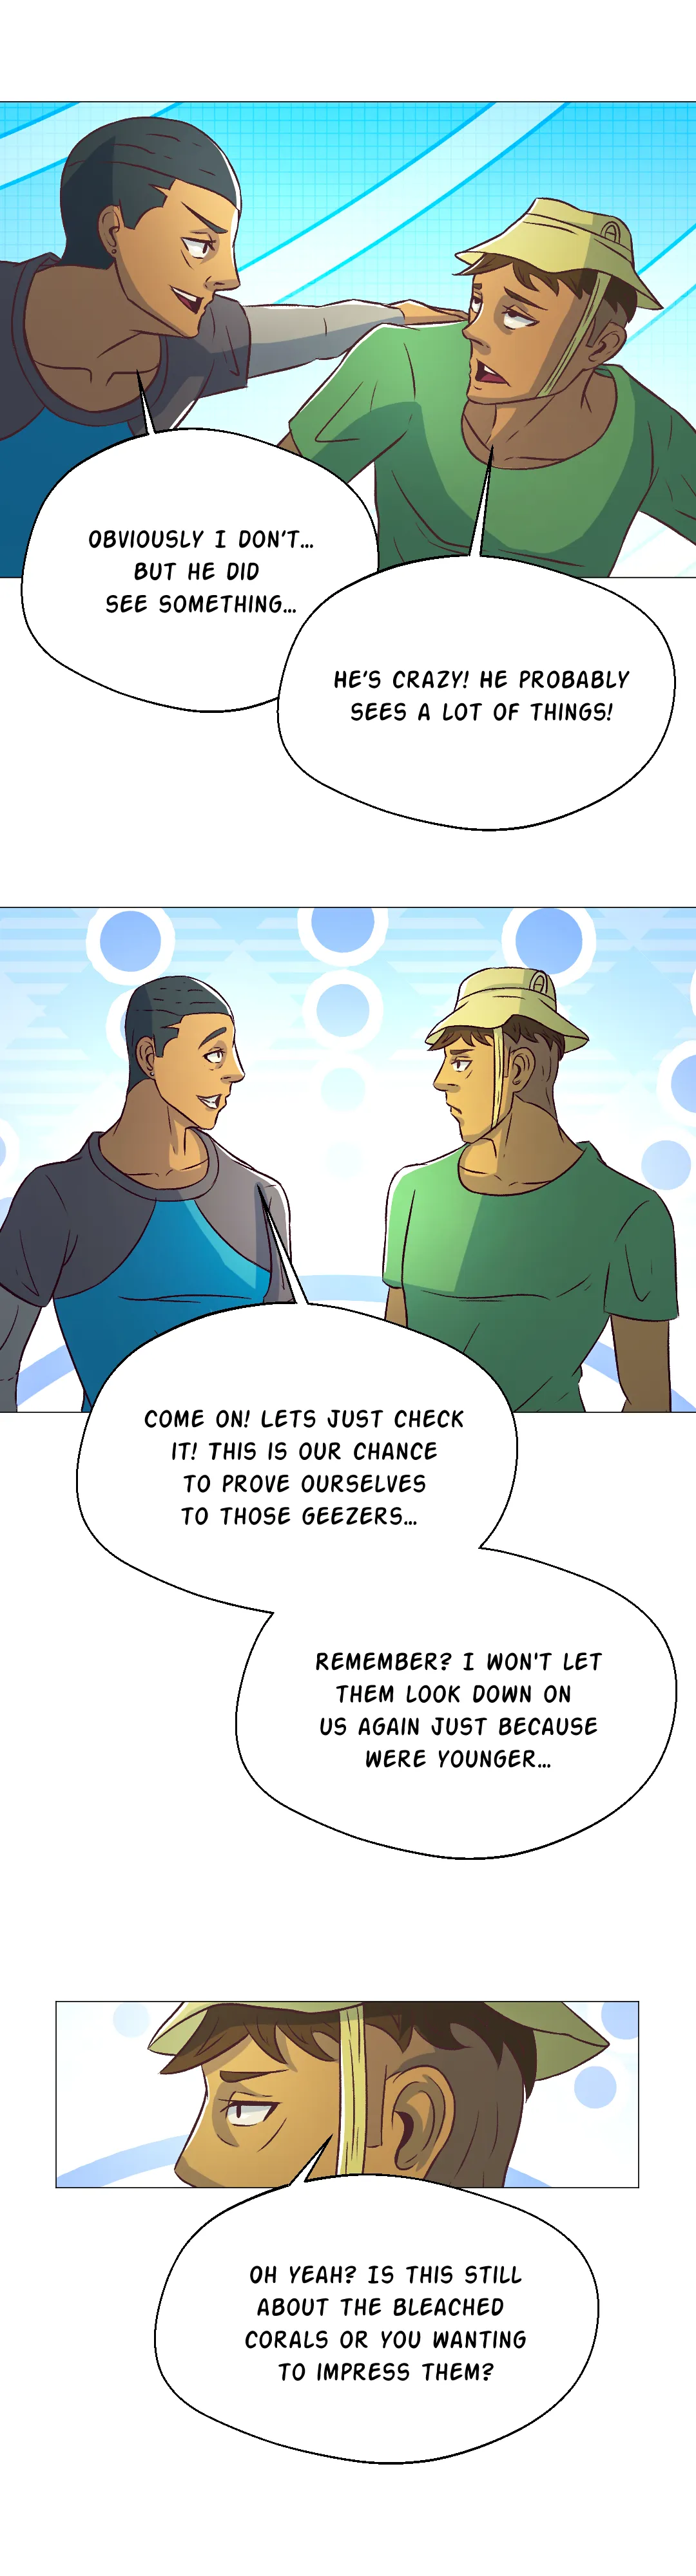 OBVIOUSLY I DON'T...
BUT HE DID
SEE SOMETHING...
HE'S CRAZY! HE PROBABLY
SEES A LOT OF THINGS!
COME ON! LETS JUST CHECK
IT! THIS IS OUR CHANCE
TO PROVE OURSELVES
TO THOSE GEEZERS...
REMEMBER? I WON'T LET
THEM LOOK DOWN ON
US AGAIN JUST BECAUSE
WERE YOUNGER...
OH YEAH? IS THIS STILL
ABOUT THE BLEACHED
CORALS OR YOU WANTING
TO IMPRESS THEM?